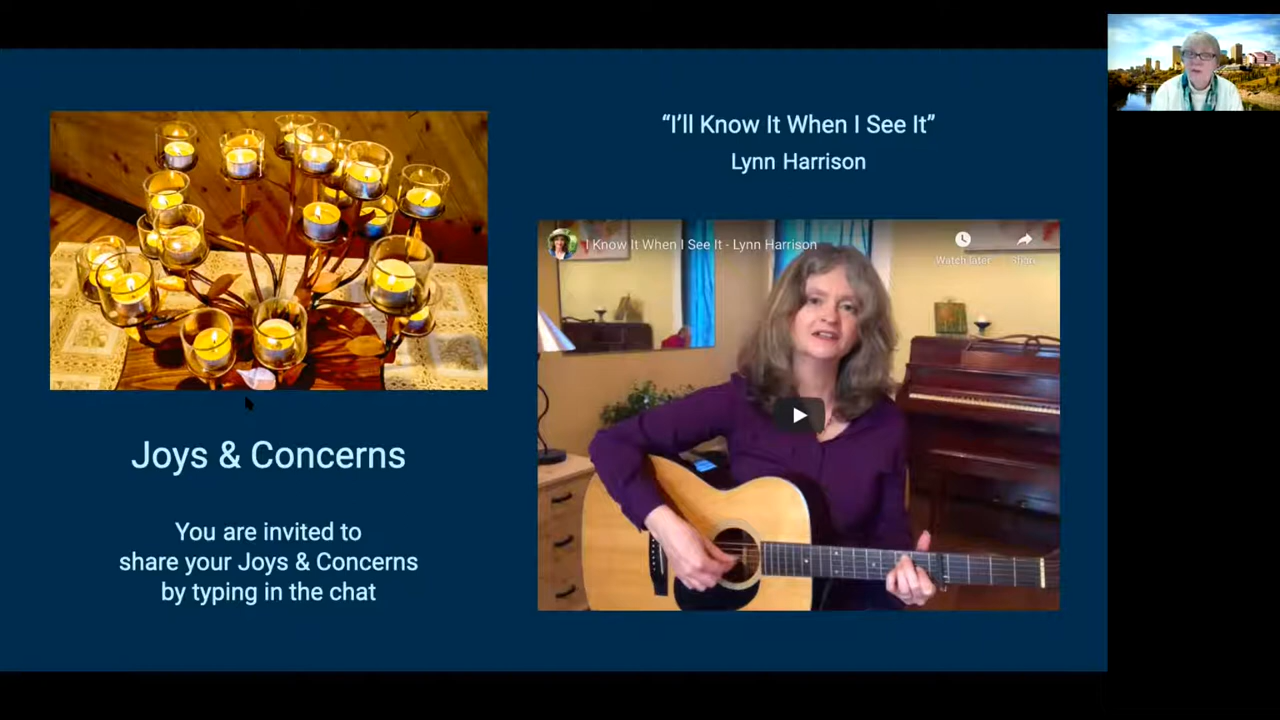 “I’ll Know It When I See It”
Lynn Harrison
I Know It When I See It - Lynn Harrison
Watch later
Share
Joys & Concerns
You are invited to
share your Joys & Concerns
by typing in the chat